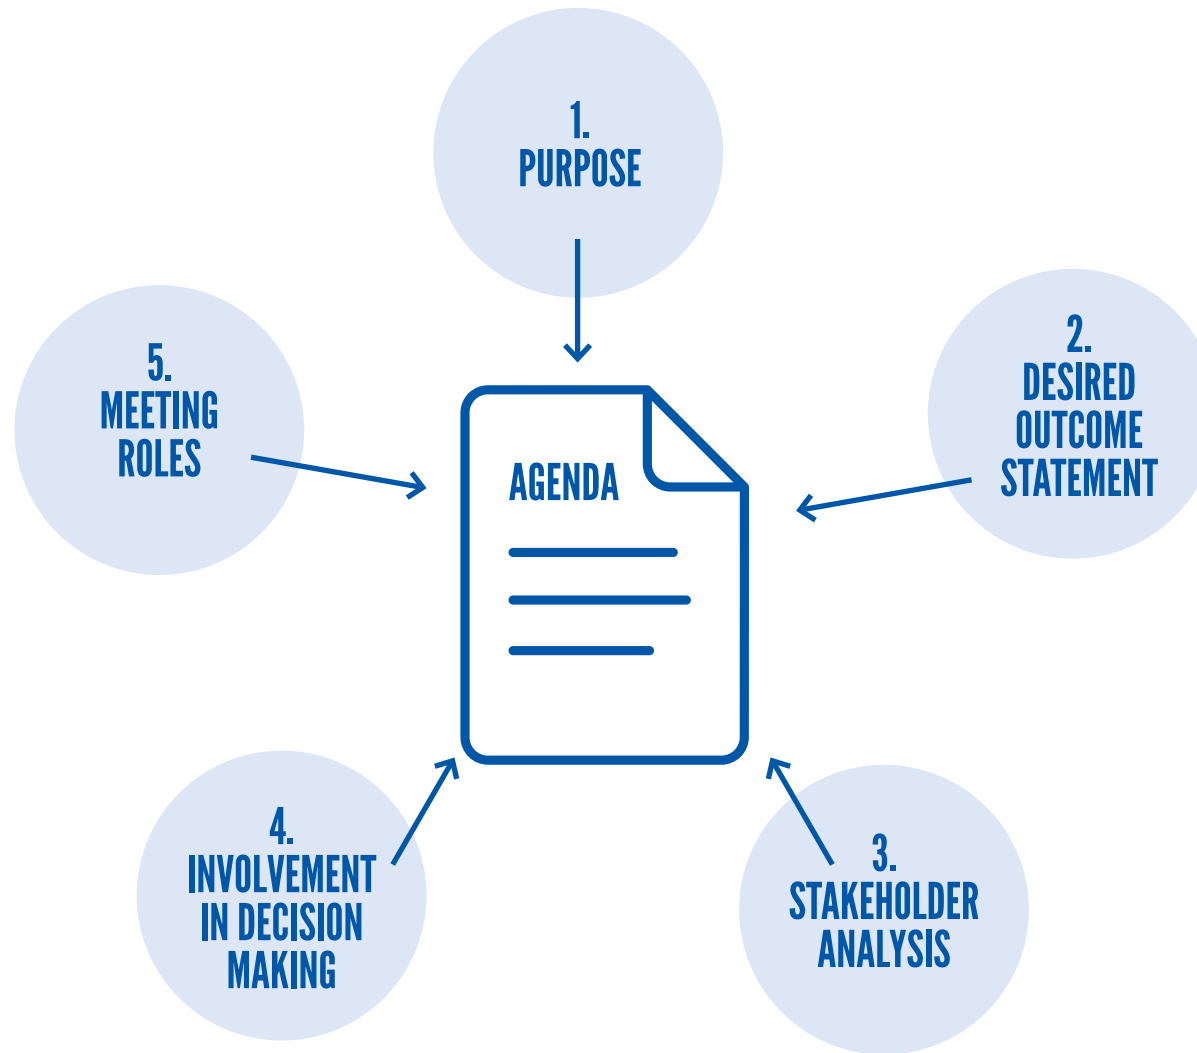 1.
PURPOSE
2.
DESIRED
OUTCOME
STATEMENT
3.
STAKEHOLDER
ANALYSIS
4.
INVOLVEMENT
IN DECISION
MAKING
5.
MEETING
ROLES
AGENDA